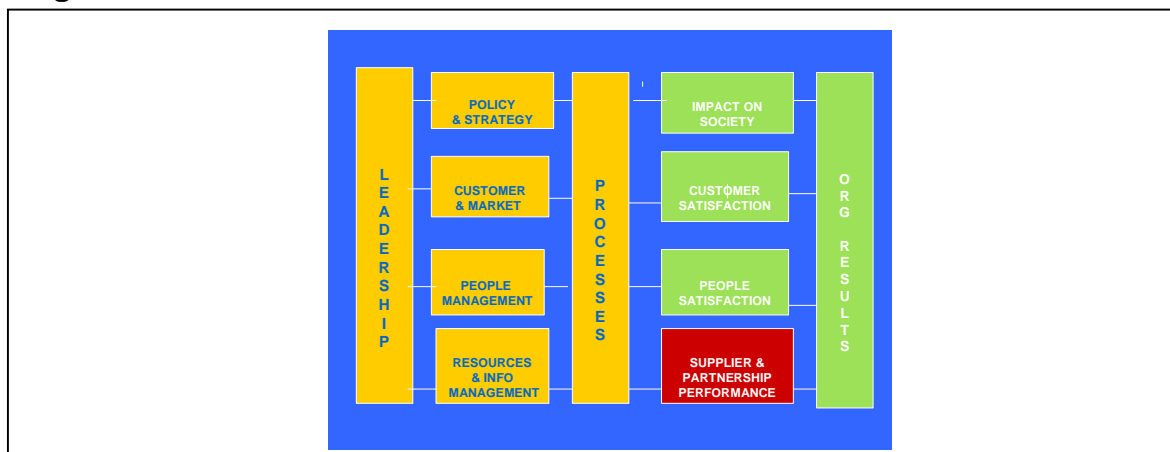 LEADERSHIP
POLICY
& STRATEGY
CUSTOMER
& MARKET
PEOPLE
MANAGEMENT
RESOURCES
& INFO
MANAGEMENT
PROCESSES
IMPACT ON
SOCIETY
CUSTOMER
SATISFACTION
PEOPLE
SATISFACTION
SUPPLIER &
PARTNERSHIP
PERFORMANCE
ORG RESULTS